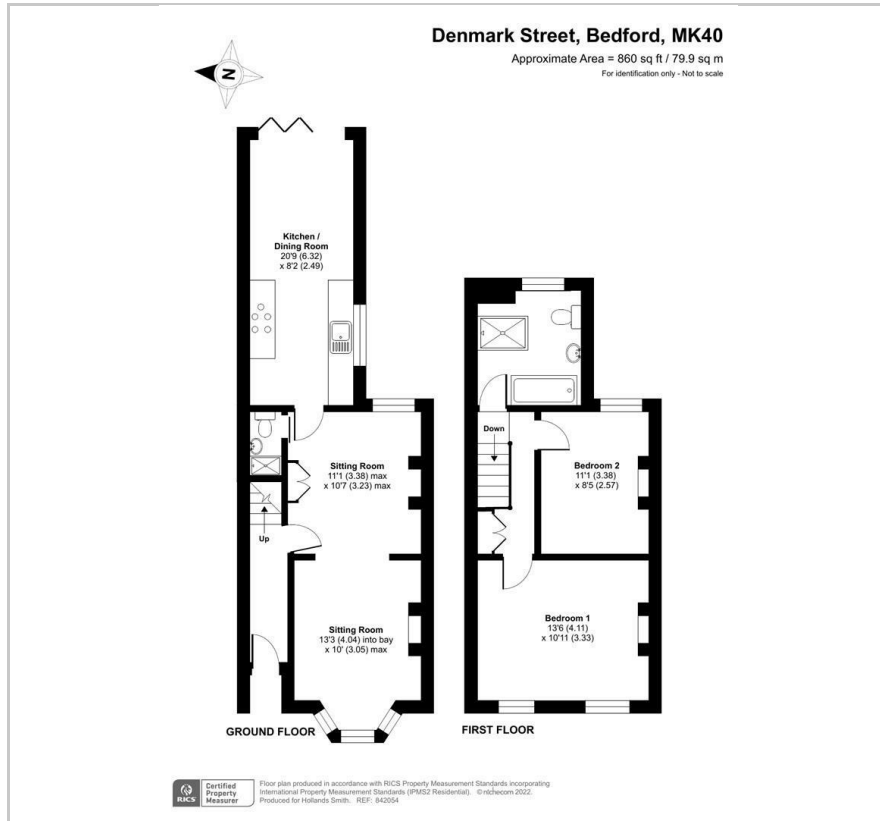 Denmark Street, Bedford, MK40
Approximate Area = 860 sq ft / 79.9 sq m
For identification only - Not to scale
N
Kitchen /
Dining Room
20'9 (6.32)
x 8'2 (2.49)
Sitting Room
11'1 (3.38) max
x 10'7 (3.23) max
Up
Sitting Room
13'3 (4.04) into bay
x 10' (3.05) max
GROUND FLOOR
Down
Bedroom 2
11'1 (3.38)
x 8'5 (2.57)
Bedroom 1
13'6 (4.11)
x 10'11 (3.33)
FIRST FLOOR
RICS
Certified
Property
Measurer
Floor plan produced in accordance with RICS Property Measurement Standards incorporating
International Property Measurement Standards (IPMS2 Residential). © nichecom 2022.
Produced for Hollands Smith. REF: 842054